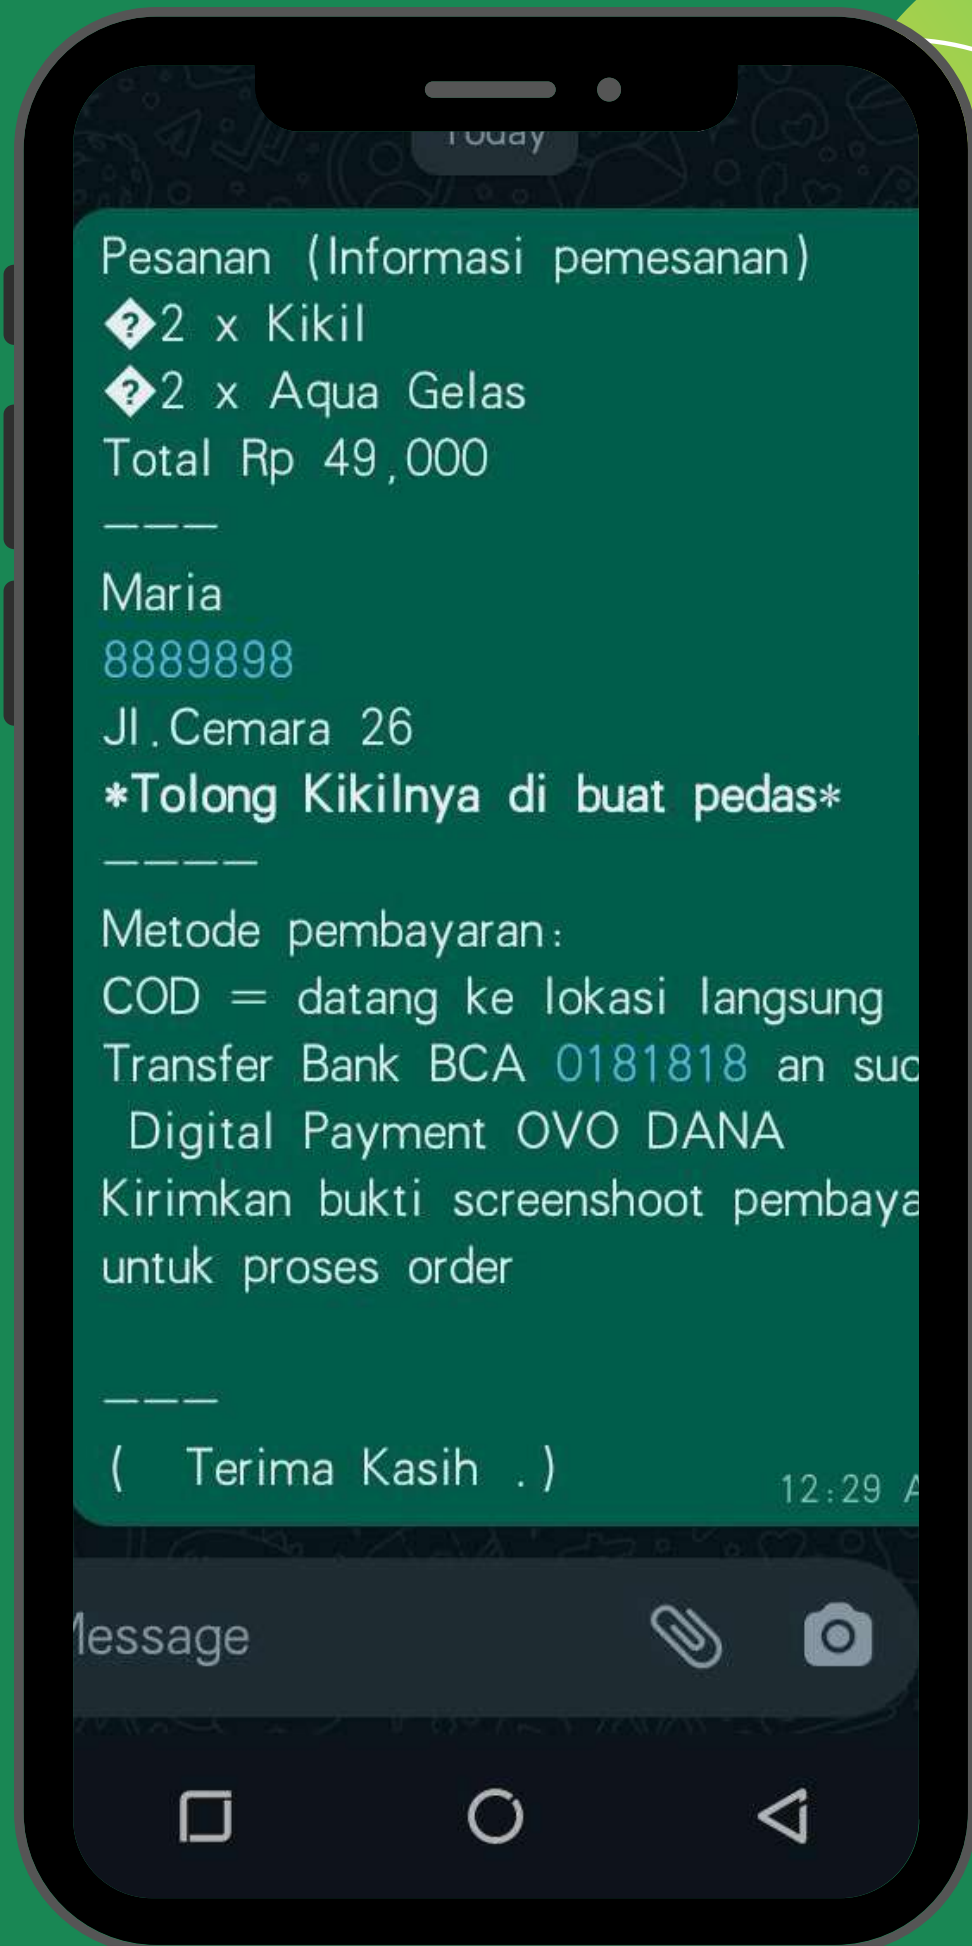 Today
Pesanan (Informasi pemesanan)
�2 x Kikil
�2 x Aqua Gelas
Total Rp 49,000
---
Maria
8889898
Jl.Cemara 26
*Tolong Kikilnya di buat pedas*
----
Metode pembayaran:
COD = datang ke lokasi langsung
Transfer Bank BCA 0181818 an
Digital Payment OVO DANA
Kirimkan bukti screenshoot
untuk proses order
---
( Terima Kasih .)
12:29
Message